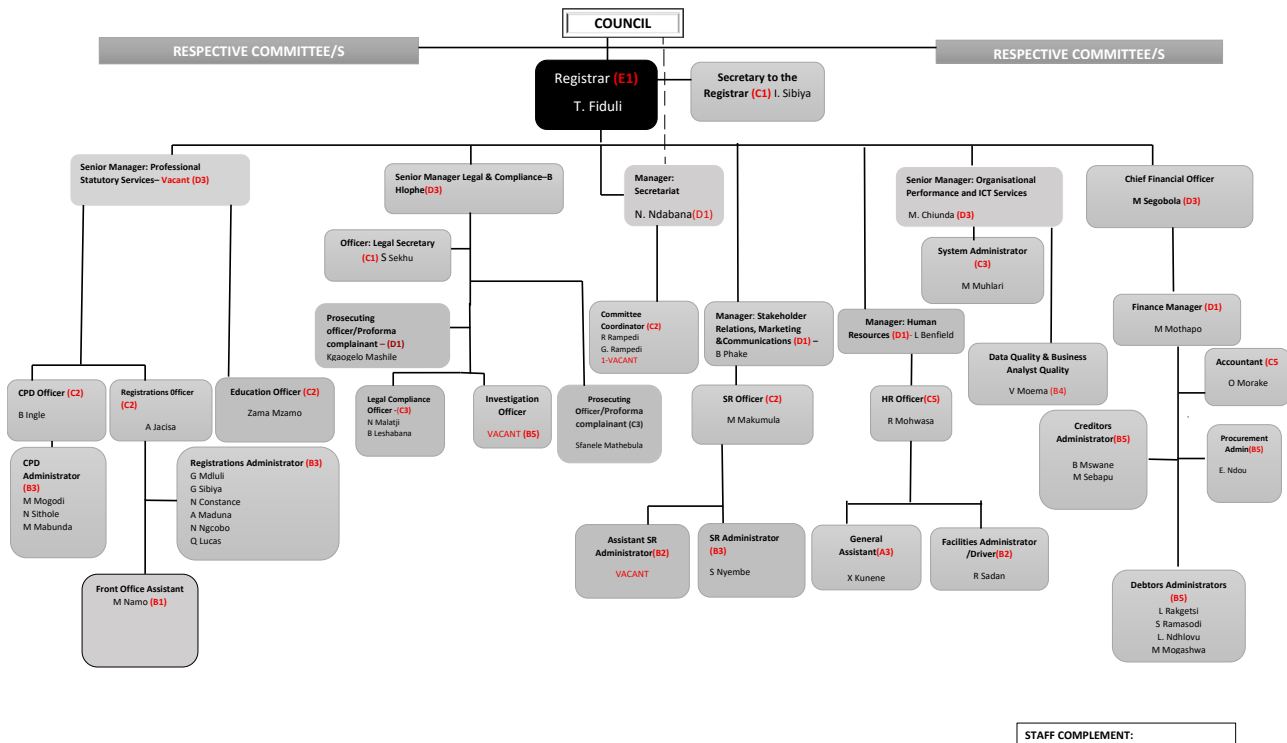 COUNCIL
RESPECTIVE COMMITTEE/S
RESPECTIVE COMMITTEE/S
Registrar (E1)
T. Fiduli
Secretary to the
Registrar (C1) I. Sibiya
Senior Manager: Professional
Statutory Services– Vacant (D3)
Senior Manager Legal & Compliance–B
Hlophe(D3)
Manager:
Secretariat
N. Ndabana(D1)
Senior Manager: Organisational
Performance and ICT Services
M. Chiunda (D3)
Chief Financial Officer
M Segobola (D3)
Officer: Legal Secretary
(C1) S Sekhu
System Administrator
(C3)
M Muhlari
Prosecuting
officer/Proforma
complainant – (D1)
Kgaogelo Mashile
Committee
Coordinator (C2)
R Rampedi
G. Rampedi
1-VACANT
Manager: Stakeholder
Relations, Marketing
&Communications (D1) –
B Phake
Manager: Human
Resources (D1)- L Benfield
Finance Manager (D1)
M Mothapo
Data Quality & Business
Analyst Quality
V Moema (B4)
Accountant (C5
O Morake
CPD Officer (C2)
B Ingle
Registrations Officer
(C2)
A Jacisa
Education Officer (C2)
Zama Mzamo
Legal Compliance
Officer -(C3)
N Malatji
B Leshabana
Investigation
Officer
VACANT (B5)
Prosecuting
Officer/Proforma
complainant (C3)
Sfanele Mathebula
SR Officer (C2)
M Makumula
HR Officer(C5)
R Mohwasa
Creditors
Administrator(B5)
B Mswane
M Sebapu
Procurement
Admin(B5)
E. Ndou
CPD
Administrator
(B3)
M Mogodi
N Sithole
M Mabunda
Registrations Administrator (B3)
G Mdluli
G Sibiya
N Constance
A Maduna
N Ngcobo
Q Lucas
Assistant SR
Administrator(B2)
VACANT
SR Administrator
(B3)
S Nyembe
General
Assistant(A3)
X Kunene
Facilities Administrator
/Driver(B2)
R Sadan
Front Office Assistant
M Namo (B1)
Debtors Administrators
(B5)
L Rakgetsi
S Ramasodi
L. Ndhlovu
M Mogashwa
STAFF COMPLEMENT: